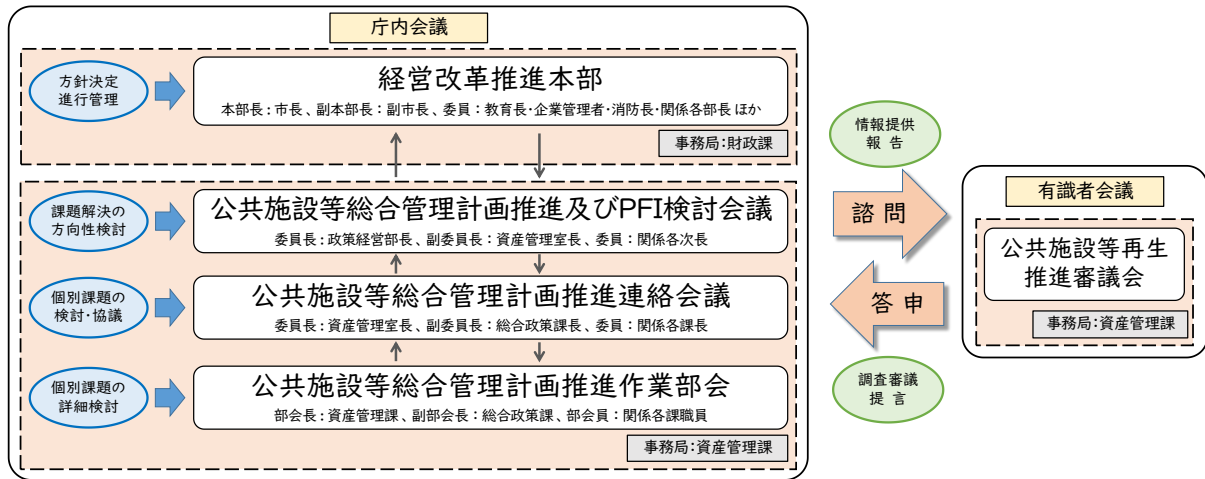 庁内会議
方針決定
進行管理
経営改革推進本部
本部長:市長、副本部長:副市長、委員:教育長・企業管理者・消防長・関係各部長 ほか
事務局:財政課
課題解決の
方向性検討
公共施設等総合管理計画推進及びPFI検討会議
委員長:政策経営部長、副委員長:資産管理室長、委員:関係各次長
個別課題の
検討・協議
公共施設等総合管理計画推進連絡会議
委員長:資産管理室長、副委員長:総合政策課長、委員:関係各課長
個別課題の
詳細検討
公共施設等総合管理計画推進作業部会
部会長:資産管理課、副部会長:総合政策課、部会員:関係各課職員
事務局:資産管理課
情報提供
報 告
諮 問
答 申
調査審議
提 言
有識者会議
公共施設等再生
推進審議会
事務局:資産管理課